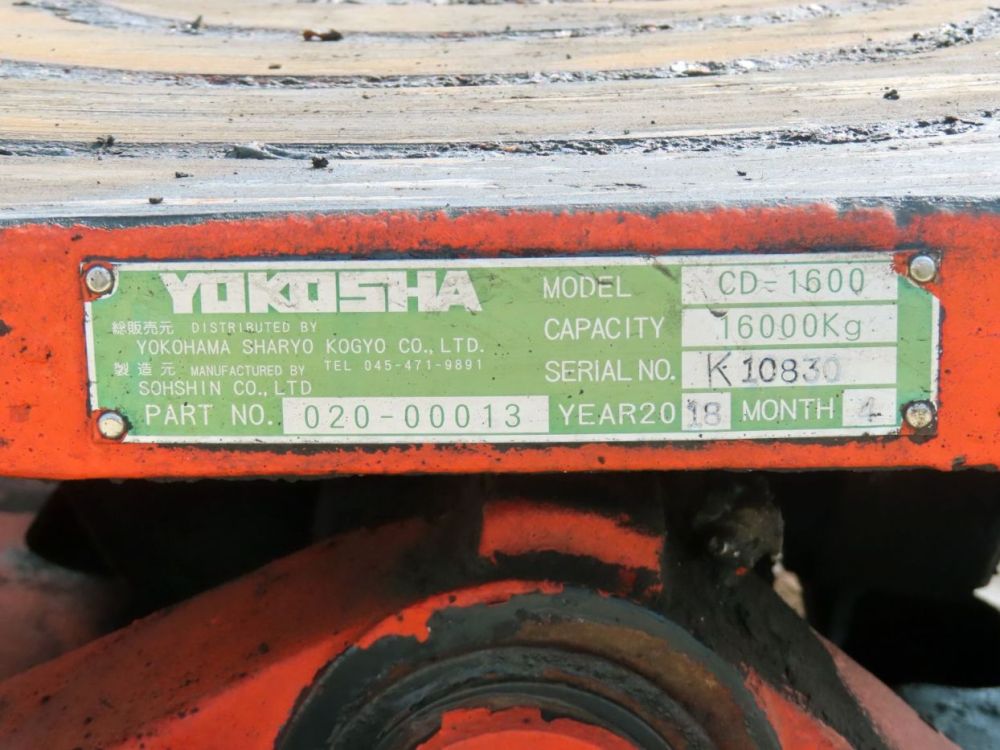 YOKOSHA
総販売元 DISTRIBUTED BY
YOKOHAMA SHARYO KOGYO CO., LTD.
製造元 MANUFACTURED BY TEL 045-471-9891
SOHSHIN CO., LTD
PART NO. 020-00013
MODEL CD-1600
CAPACITY 16000Kg
SERIAL NO. K 10830
YEAR20 18 MONTH 4